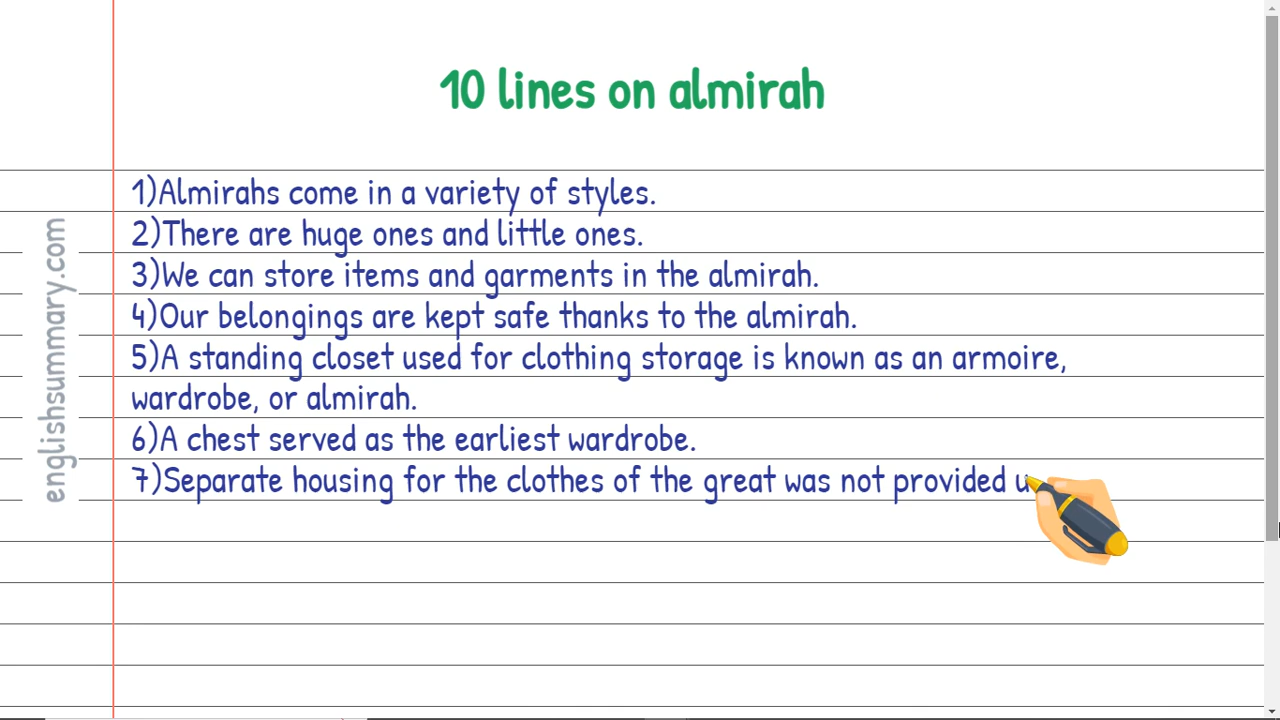 10 lines on almirah
1)Almirahs come in a variety of styles.
2)There are huge ones and little ones.
3)We can store items and garments in the almirah.
4)Our belongings are kept safe thanks to the almirah.
5)A standing closet used for clothing storage is known as an armoire,
wardrobe, or almirah.
6)A chest served as the earliest wardrobe.
7)Separate housing for the clothes of the great was not provided u
englishsummary.com